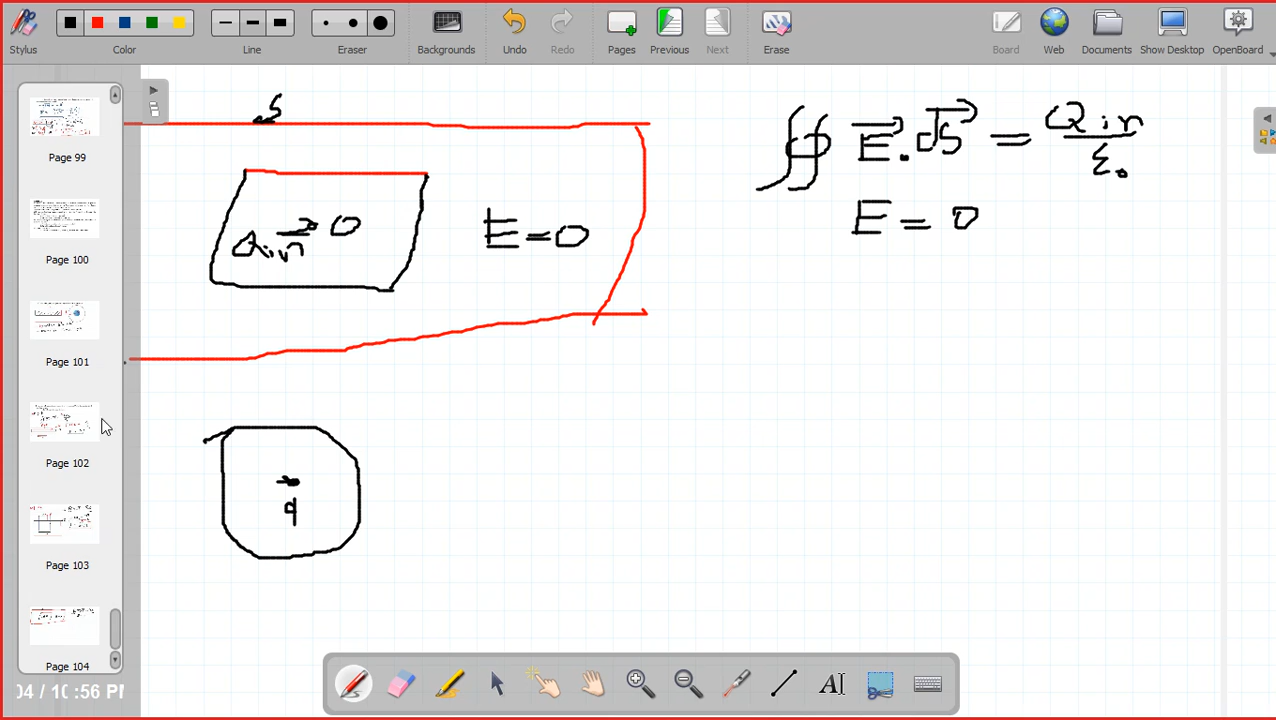 Stylus
Color
Line
Eraser
Backgrounds
Undo
Redo
Pages
Previous
Next
Erase
Board
Web
Documents
Show Desktop
OpenBoard
Page 99
Page 100
Page 101
Page 102
Page 103
Page 104
S
Qin → 0
E = 0
∯ E⃗ . dS⃗ = Qin / ε₀
E = 0
q